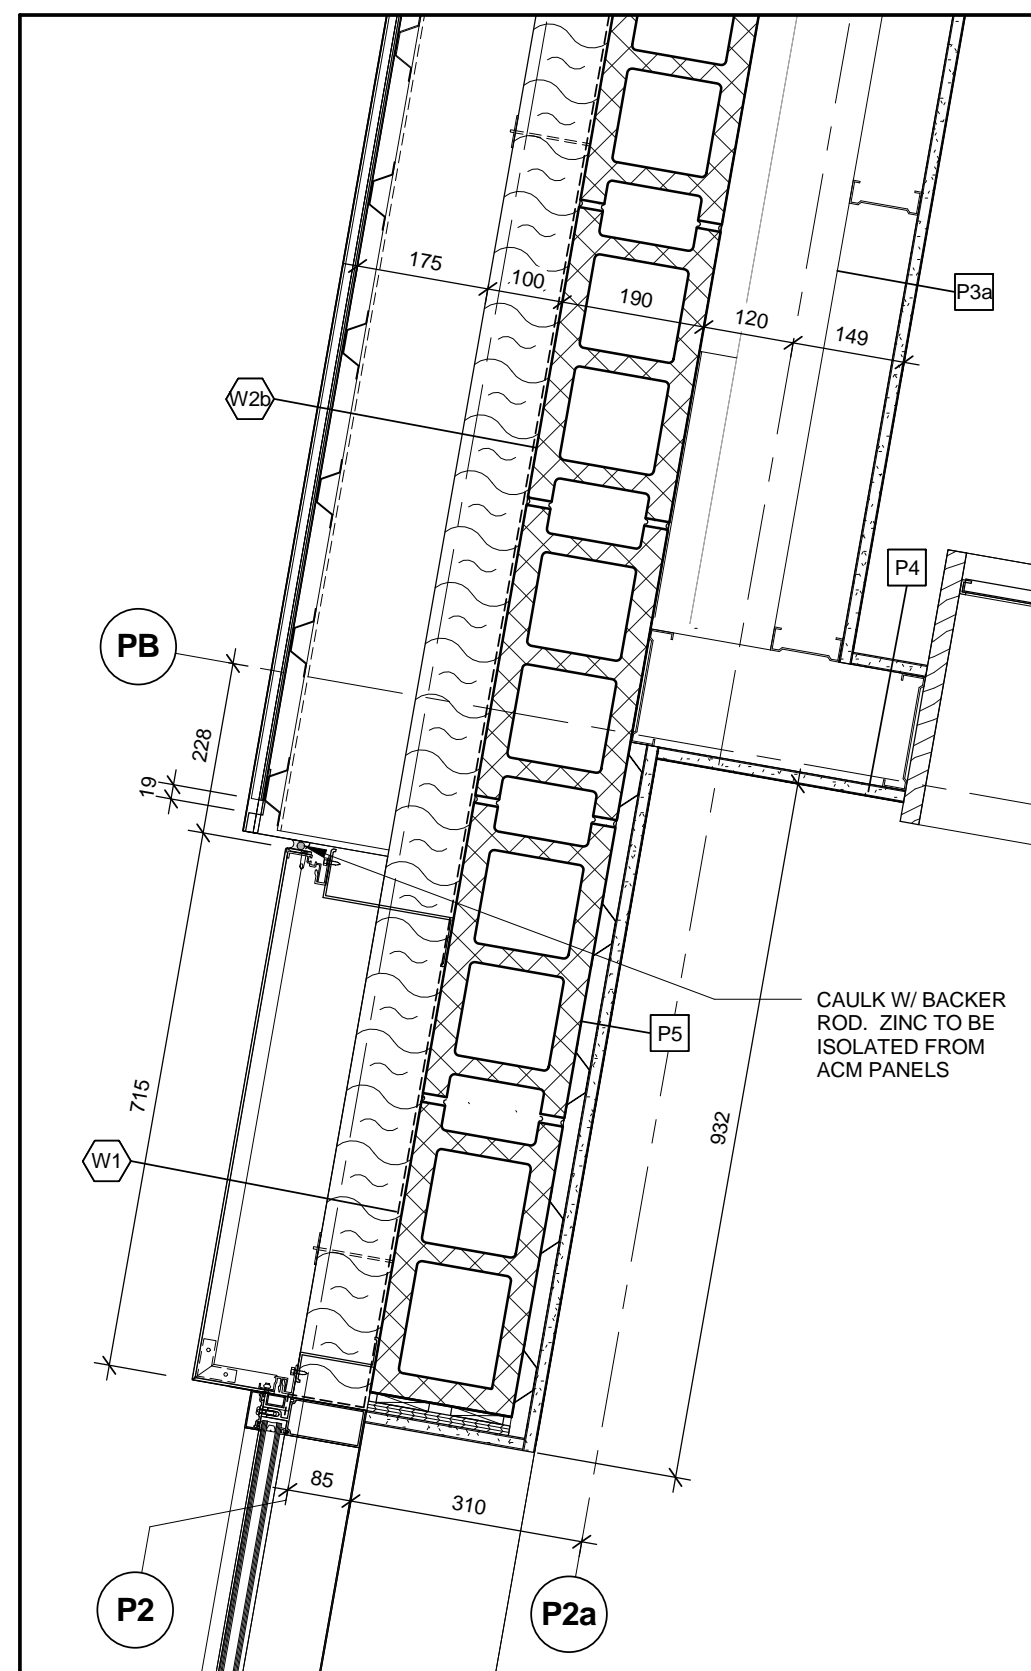 175
100
190
120
149
P3a
W2b
P4
PB
228
19
CAULK W/ BACKER
ROD. ZINC TO BE
ISOLATED FROM
ACM PANELS
P5
715
932
W1
85
310
P2
P2a